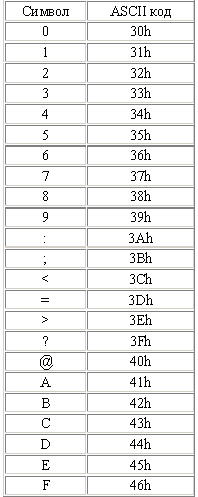 Символ ASCII код
0 30h
1 31h
2 32h
3 33h
4 34h
5 35h
6 36h
7 37h
8 38h
9 39h
: 3Ah
; 3Bh
< 3Ch
= 3Dh
> 3Eh
? 3Fh
@ 40h
A 41h
B 42h
C 43h
D 44h
E 45h
F 46h